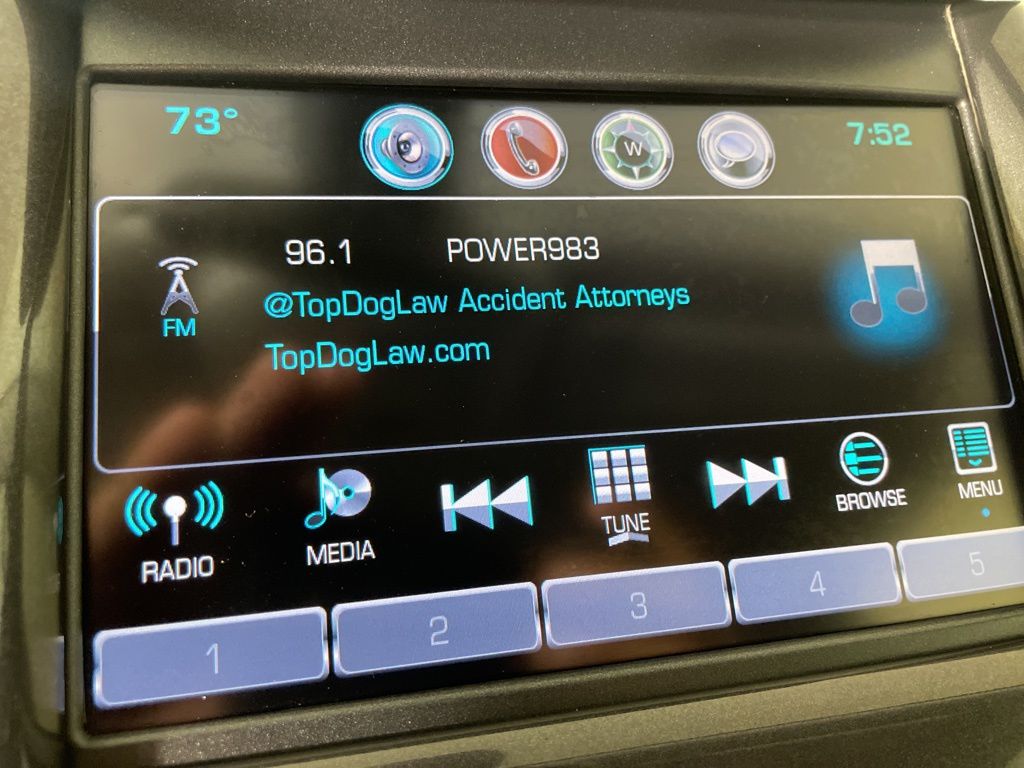 73° 7:52
W
96.1 POWER983
FM
@TopDogLaw Accident Attorneys
TopDogLaw.com
RADIO MEDIA TUNE BROWSE MENU
1 2 3 4 5